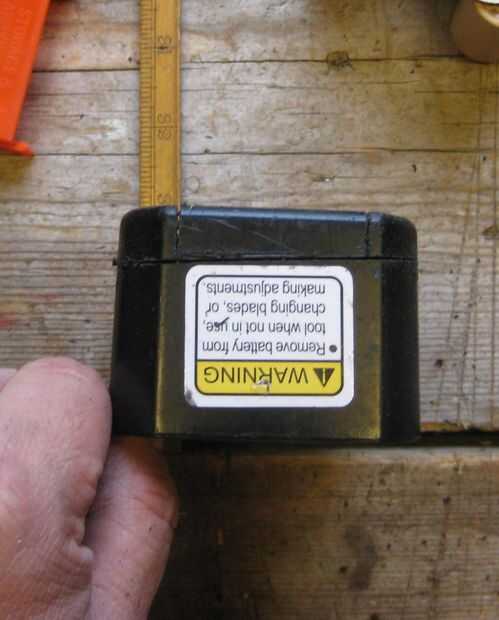 WARNING
• Remove battery from
tool when not in use,
changing blades, or
making adjustments.